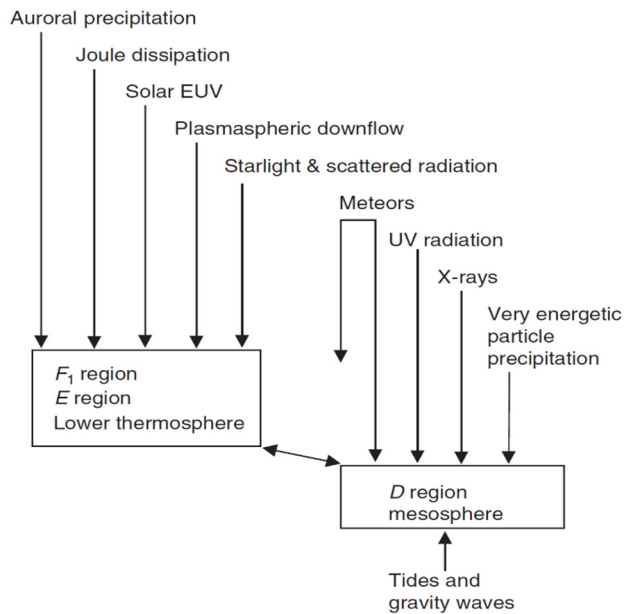 Auroral precipitation
Joule dissipation
Solar EUV
Plasmaspheric downflow
Starlight & scattered radiation
Meteors
UV radiation
X-rays
Very energetic
particle
precipitation
F₁ region
E region
Lower thermosphere
D region
mesosphere
Tides and
gravity waves